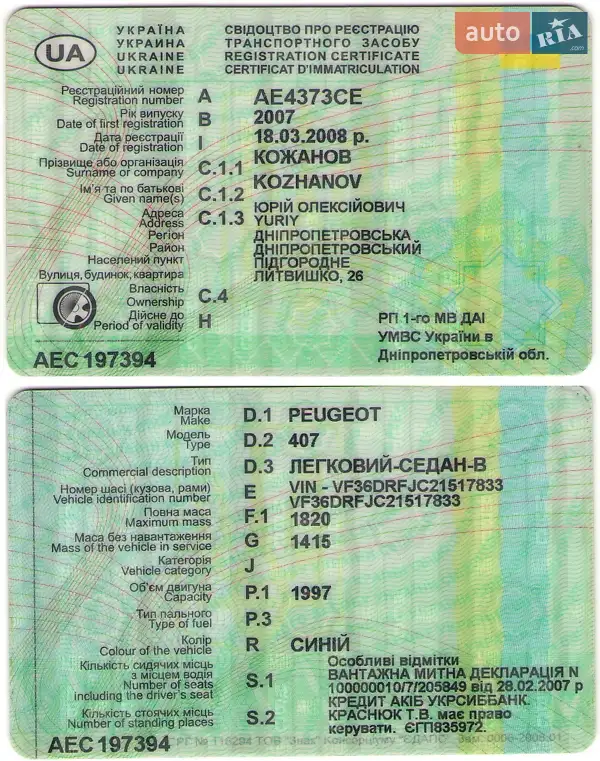 auto RIA.com
UA
УКРАЇНА
УКРАИНА
UKRAINE
UKRAINE
СВІДОЦТВО ПРО РЕЄСТРАЦІЮ
ТРАНСПОРТНОГО ЗАСОБУ
REGISTRATION CERTIFICATE
CERTIFICAT D'IMMATRICULATION
Реєстраційний номер
Registration number A AE4373CE
Рік випуску
Date of first registration B 2007
Дата реєстрації
Date of registration I 18.03.2008 р.
Прізвище або організація
Surname or company C.1.1 КОЖАНОВ
KOZHANOV
Ім'я та по батькові
Given name(s) C.1.2 ЮРІЙ ОЛЕКСІЙОВИЧ
YURIY
Адреса
Address C.1.3
Регіон ДНІПРОПЕТРОВСЬКА
Район ДНІПРОПЕТРОВСЬКИЙ
Населений пункт ПІДГОРОДНЕ
Вулиця, будинок, квартира ЛИТВИШКО, 26
Власність
Ownership C.4
Дійсне до
Period of validity H
РП 1-го МВ ДАІ
УМВС України в
Дніпропетровській обл.
AEC 197394
Марка
Make D.1 PEUGEOT
Модель
Type D.2 407
Тип
Commercial description D.3 ЛЕГКОВИЙ-СЕДАН-В
Номер шасі (кузова, рами)
Vehicle identification number E VIN - VF36DRFJC21517833
VF36DRFJC21517833
Повна маса
Maximum mass F.1 1820
Маса без навантаження
Mass of the vehicle in service G 1415
Категорія
Vehicle category J
Об'єм двигуна
Capacity P.1 1997
Тип пального
Type of fuel P.3
Колір
Colour of the vehicle R СИНІЙ
Кількість сидячих місць
з місцем водія
Number of seats
including the driver's seat S.1
Кількість стоячих місць
Number of standing places S.2
Особливі відмітки
ВАНТАЖНА МИТНА ДЕКЛАРАЦІЯ N
100000010/7/205849 від 28.02.2007 р
КРЕДИТ АКІБ УКРСИББАНК.
КРАСНЮК Т.В. має право
керувати. ЄГП835972.
AEC 197394